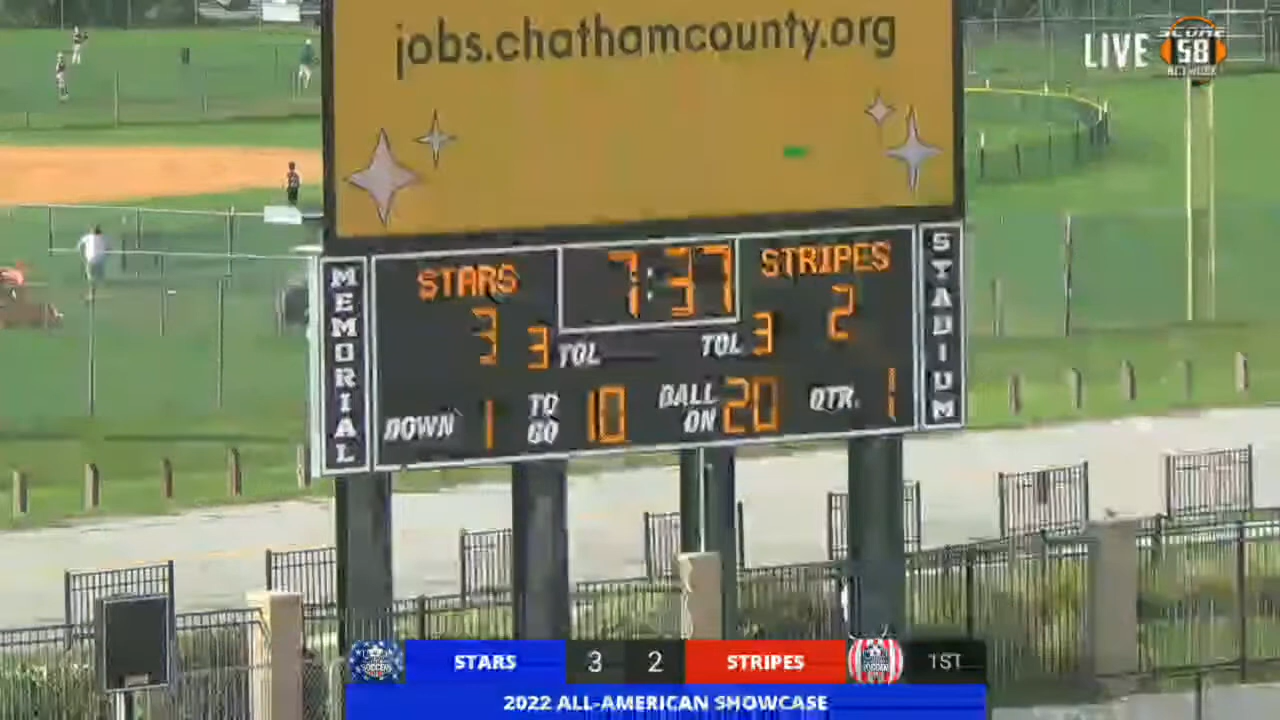 jobs.chathamcounty.org
LIVE
SCORE
58
NETWORK
MEMORIAL
STADIUM
STARS
7:37
STRIPES
3
3 TOL
TOL 3
2
DOWN 1
TO GO 10
BALL ON 20
QTR. 1
STARS 3 2 STRIPES 1ST
2022 ALL-AMERICAN SHOWCASE